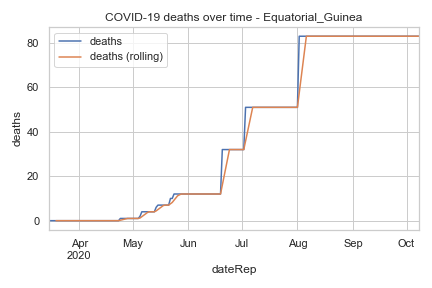 COVID-19 deaths over time - Equatorial_Guinea
deaths
deaths (rolling)
80
60
40
20
0
deaths
Apr May Jun Jul Aug Sep Oct
2020
dateRep